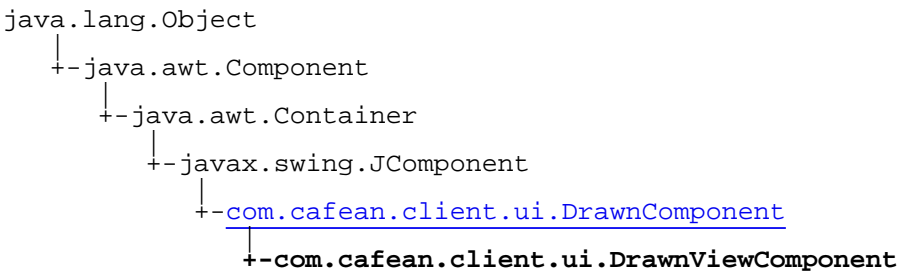 java.lang.Object
|
+-java.awt.Component
|
+-java.awt.Container
|
+-javax.swing.JComponent
|
+-com.cafean.client.ui.DrawnComponent
|
+-com.cafean.client.ui.DrawnViewComponent